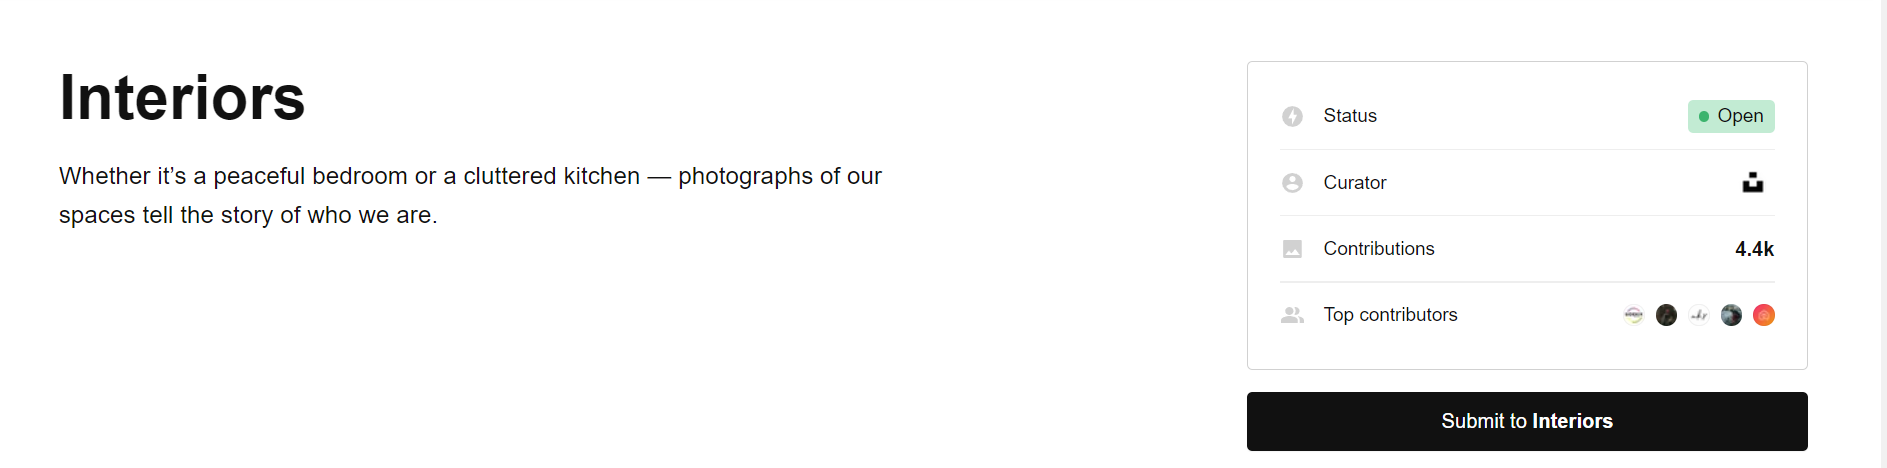 Interiors
Whether it’s a peaceful bedroom or a cluttered kitchen — photographs of our
spaces tell the story of who we are.
Status
Open
Curator
Contributions
4.4k
Top contributors
Submit to Interiors